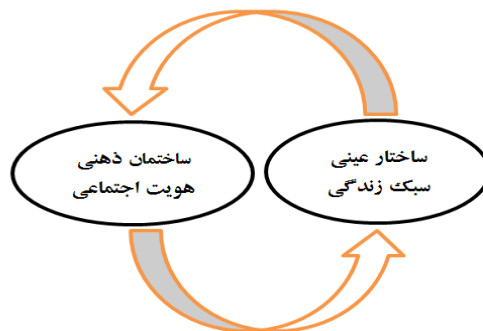 ساختار عینی
سبک زندگی
ساختمان ذهنی
هویت اجتماعی